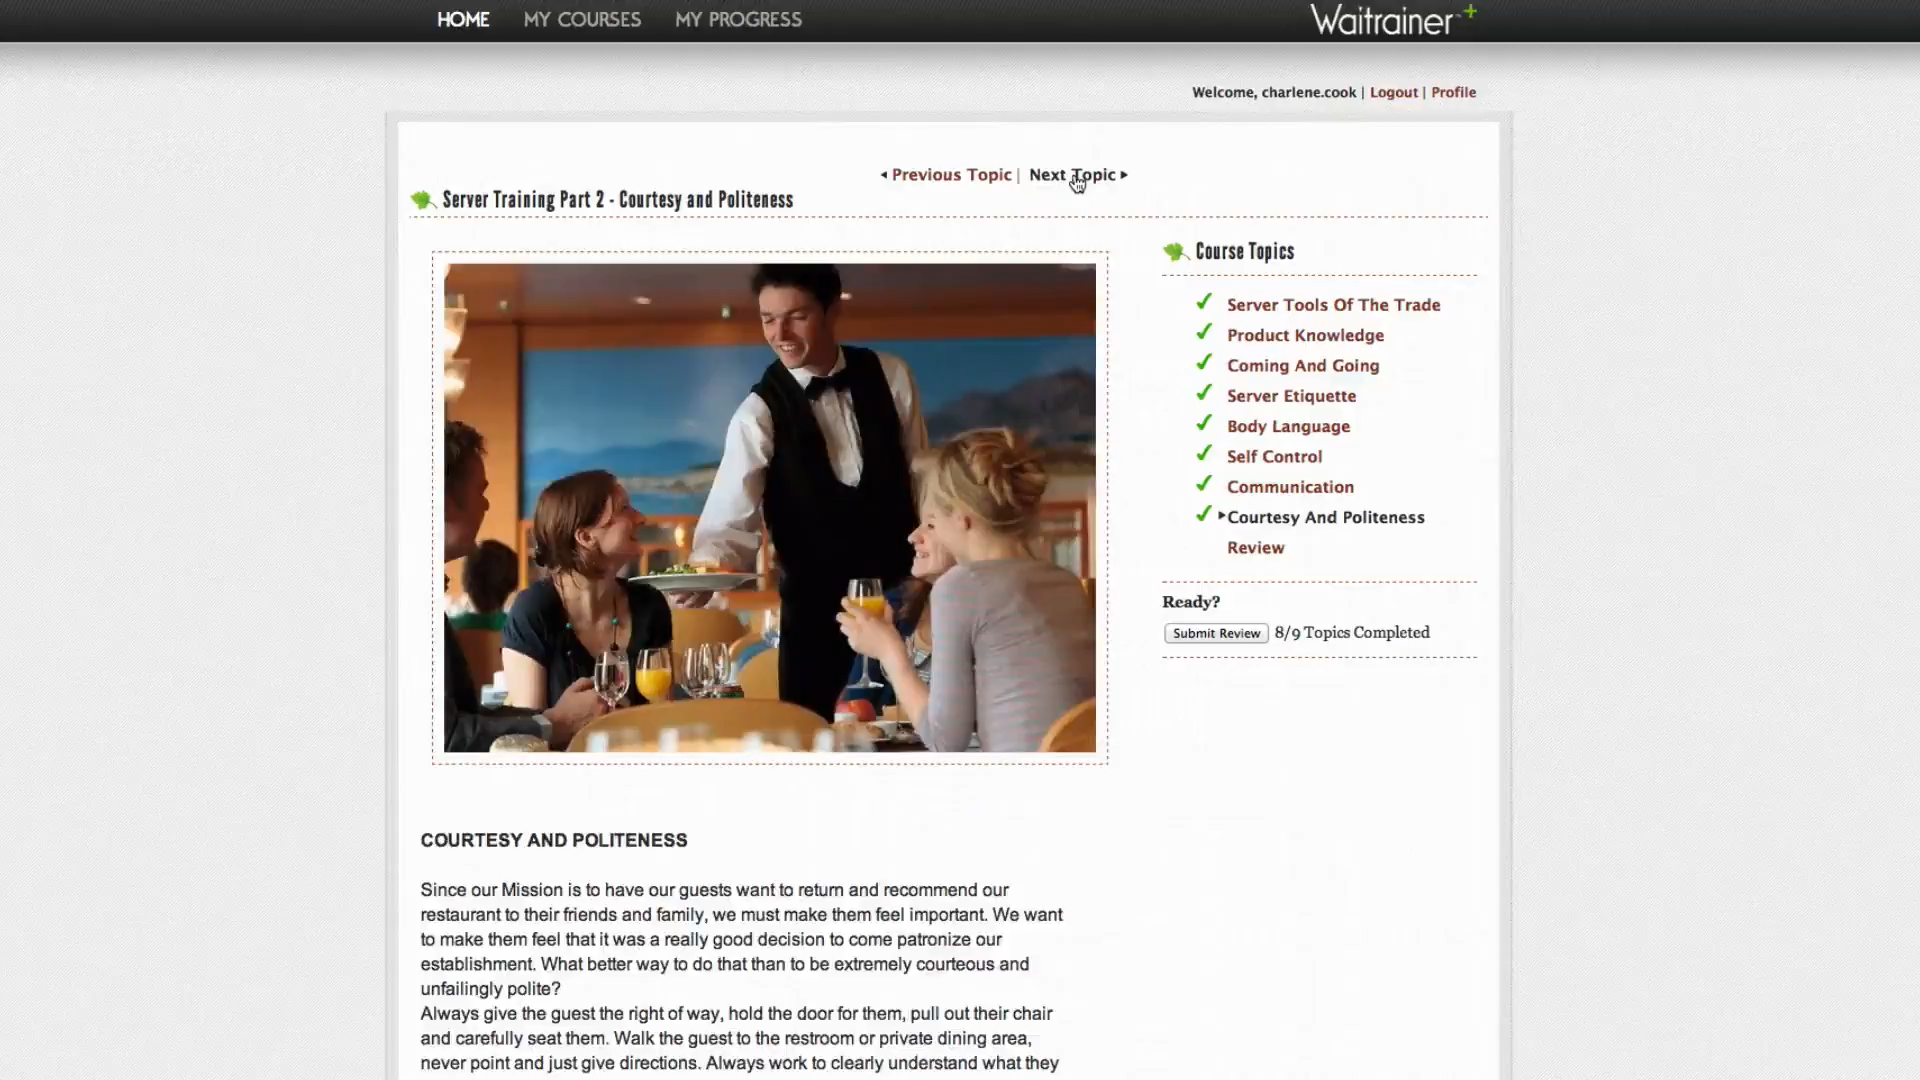 HOME MY COURSES MY PROGRESS Waitrainer™+
Welcome, charlene.cook | Logout | Profile
Previous Topic | Next Topic
Server Training Part 2 - Courtesy and Politeness
Course Topics
Server Tools Of The Trade
Product Knowledge
Coming And Going
Server Etiquette
Body Language
Self Control
Communication
Courtesy And Politeness
Review
Ready?
Submit Review 8/9 Topics Completed
COURTESY AND POLITENESS
Since our Mission is to have our guests want to return and recommend our
restaurant to their friends and family, we must make them feel important. We want
to make them feel that it was a really good decision to come patronize our
establishment. What better way to do that than to be extremely courteous and
unfailingly polite?
Always give the guest the right of way, hold the door for them, pull out their chair
and carefully seat them. Walk the guest to the restroom or private dining area,
never point and just give directions. Always work to clearly understand what they